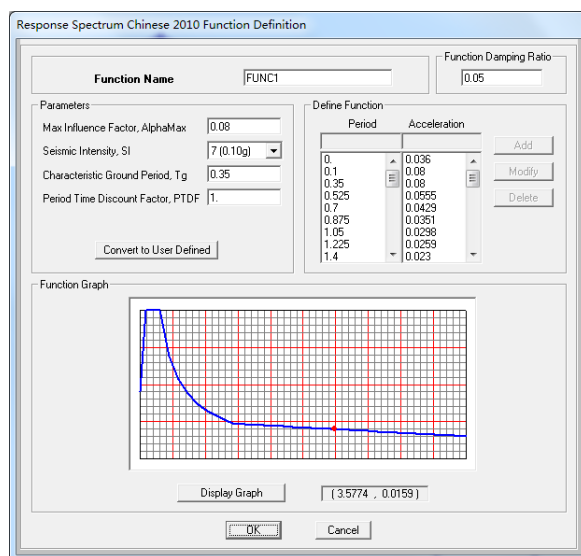 Response Spectrum Chinese 2010 Function Definition
Function Damping Ratio
Function Name
FUNC1
0.05
Parameters
Define Function
Max Influence Factor, AlphaMax
0.08
Seismic Intensity, SI
7 (0.10g)
Characteristic Ground Period, Tg
0.35
Period Time Discount Factor, PTDF
1.
Convert to User Defined
Period Acceleration
0. 0.036
0.1 0.08
0.35 0.08
0.525 0.0555
0.7 0.0429
0.875 0.0351
1.05 0.0298
1.225 0.0259
1.4 0.023
Add
Modify
Delete
Function Graph
Display Graph
(3.5774 , 0.0159)
OK
Cancel